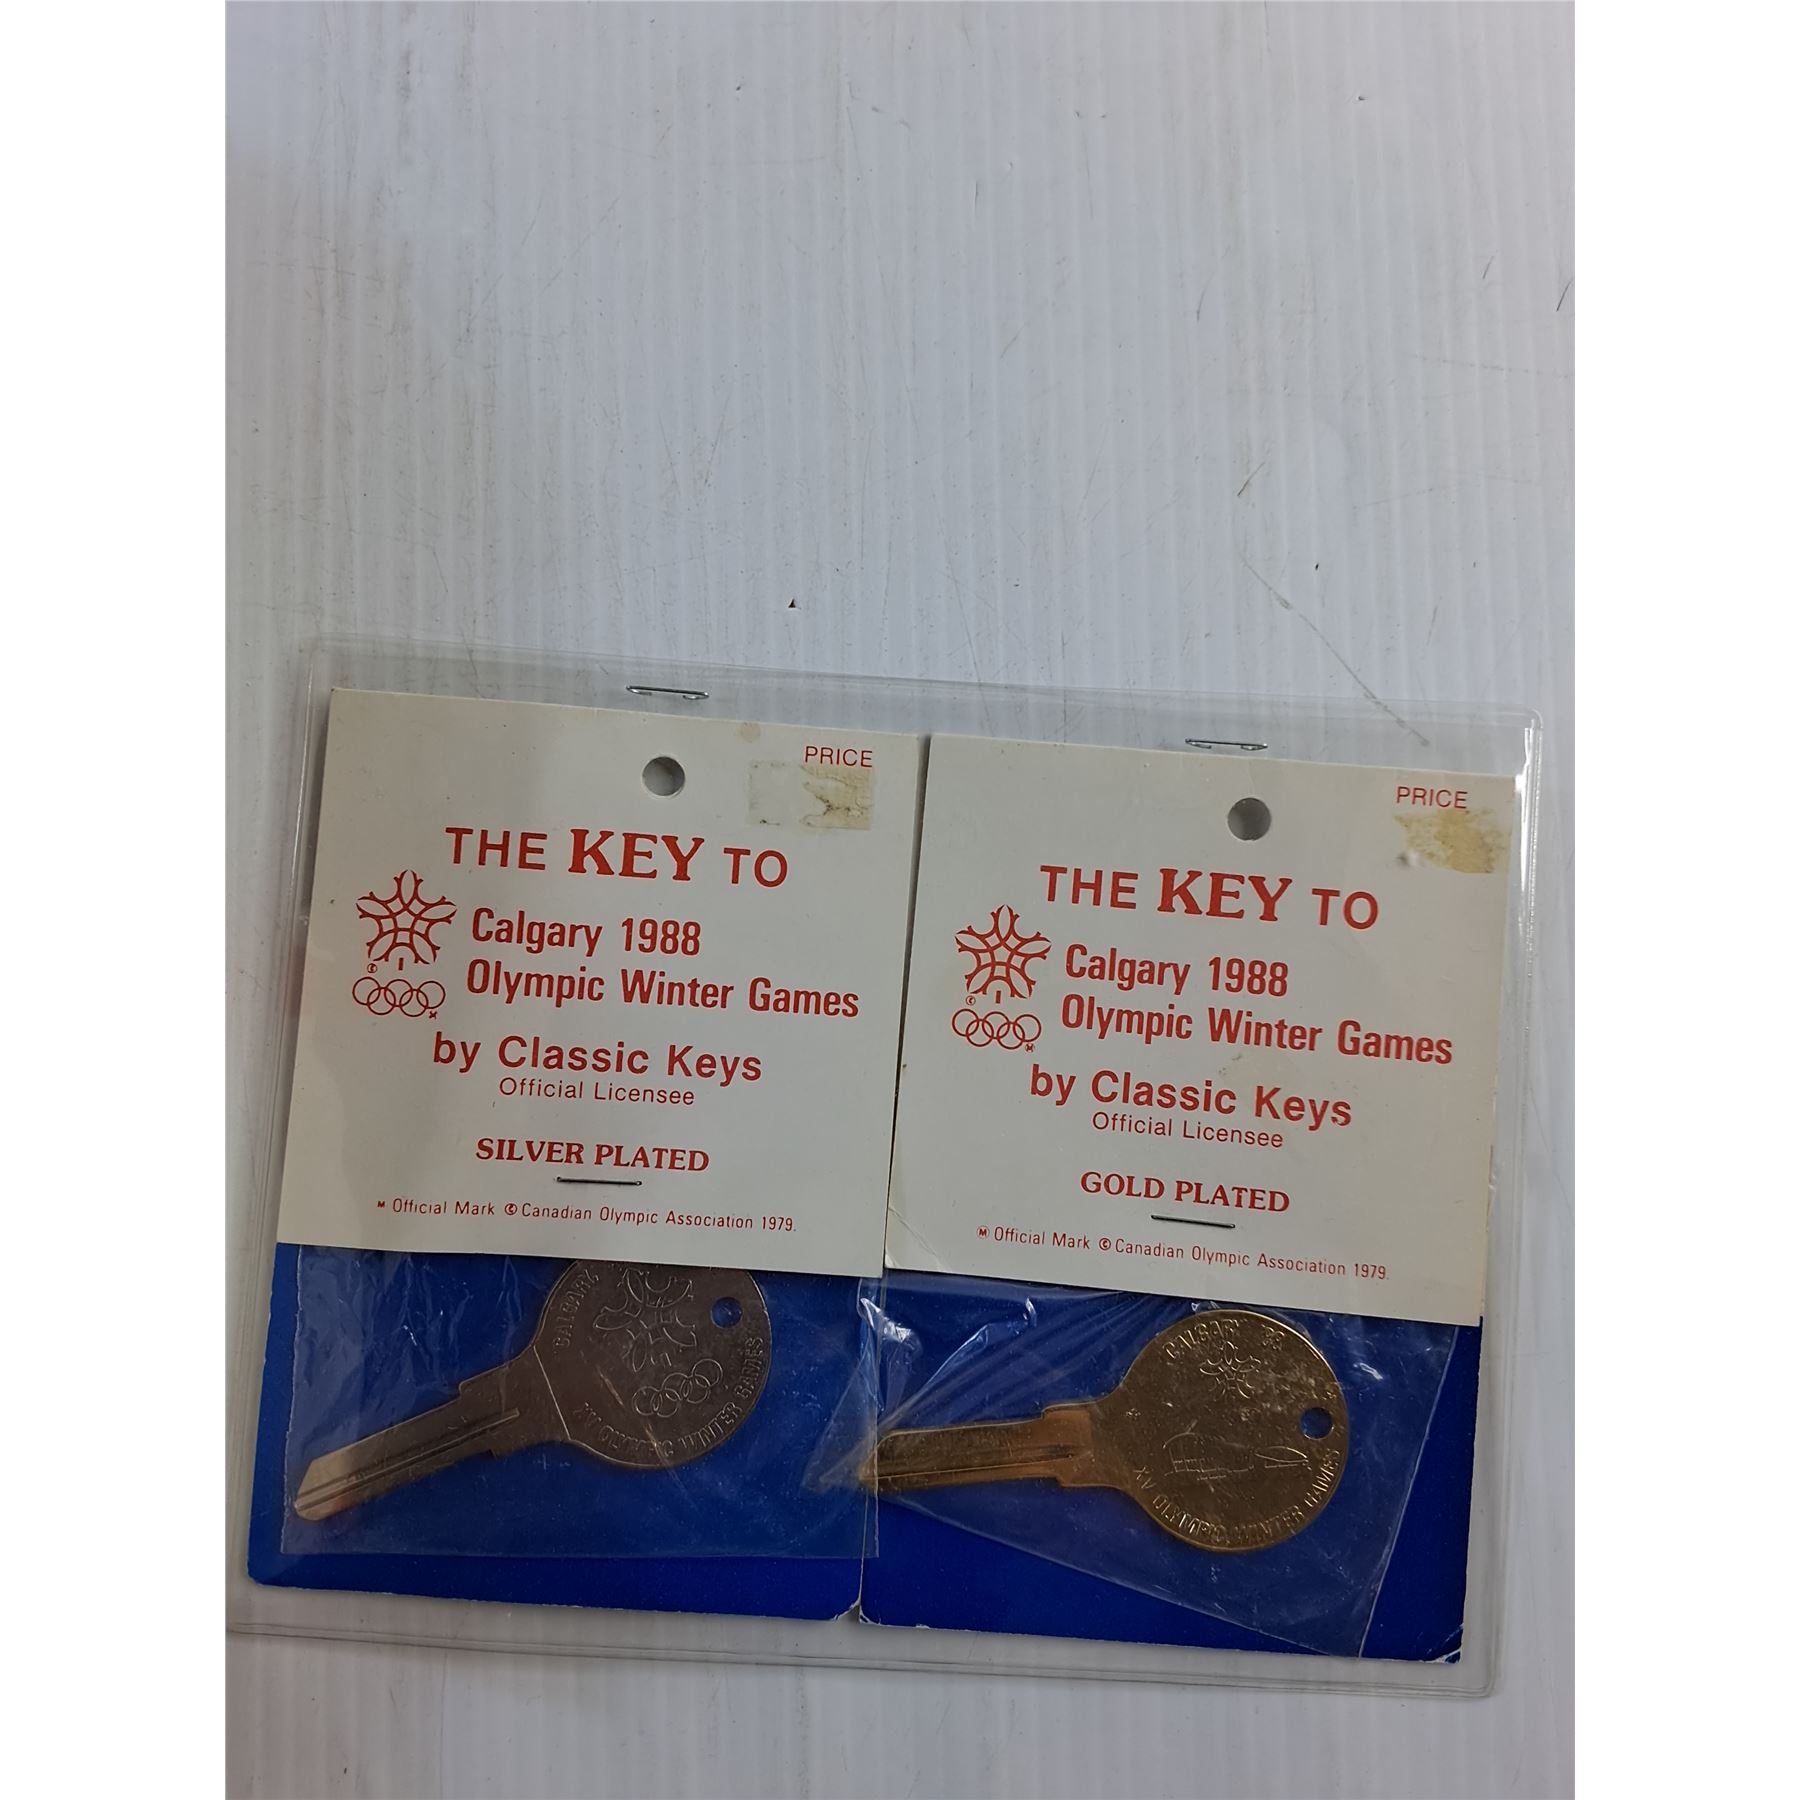 PRICE
THE KEY TO
Calgary 1988
Olympic Winter Games
by Classic Keys
Official Licensee
SILVER PLATED
M Official Mark © Canadian Olympic Association 1979.
CALGARY
XV OLYMPIC WINTER GAMES
PRICE
THE KEY TO
Calgary 1988
Olympic Winter Games
by Classic Keys
Official Licensee
GOLD PLATED
Ⓜ Official Mark © Canadian Olympic Association 1979.
CALGARY 88
XV OLYMPIC WINTER GAMES